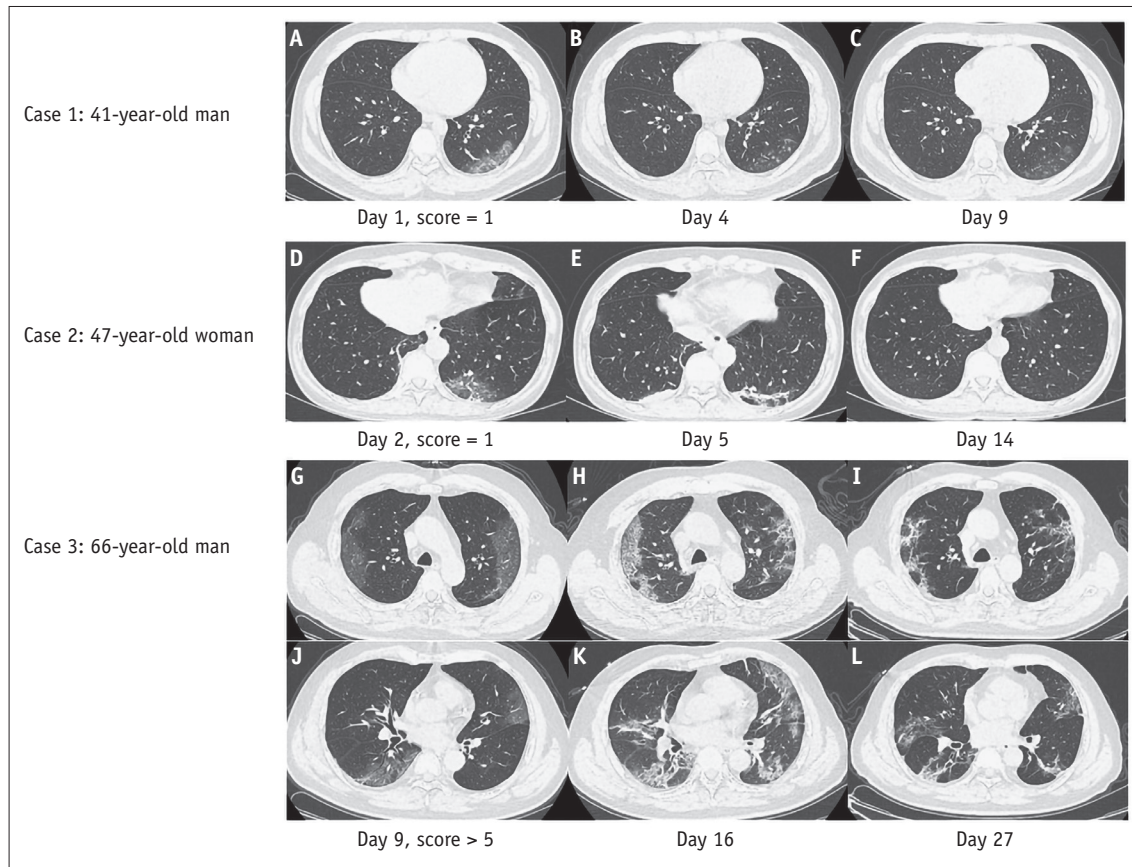 A
B
C
Case 1: 41-year-old man
Day 1, score = 1
Day 4
Day 9
D
E
F
Case 2: 47-year-old woman
Day 2, score = 1
Day 5
Day 14
G
H
I
Case 3: 66-year-old man
J
K
L
Day 9, score > 5
Day 16
Day 27